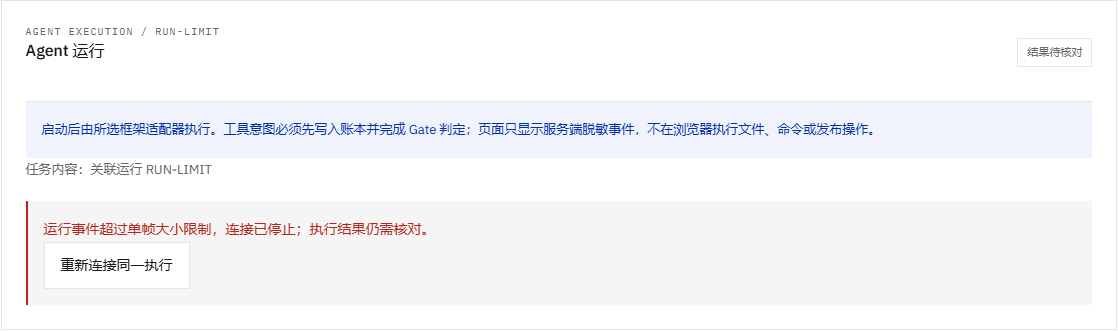 AGENT EXECUTION / RUN-LIMIT
Agent 运行
结果待核对
启动后由所选框架适配器执行。工具意图必须先写入账本并完成 Gate 判定；页面只显示服务端脱敏事件，不在浏览器执行文件、命令或发布操作。
任务内容：关联运行 RUN-LIMIT
运行事件超过单帧大小限制，连接已停止；执行结果仍需核对。
重新连接同一执行